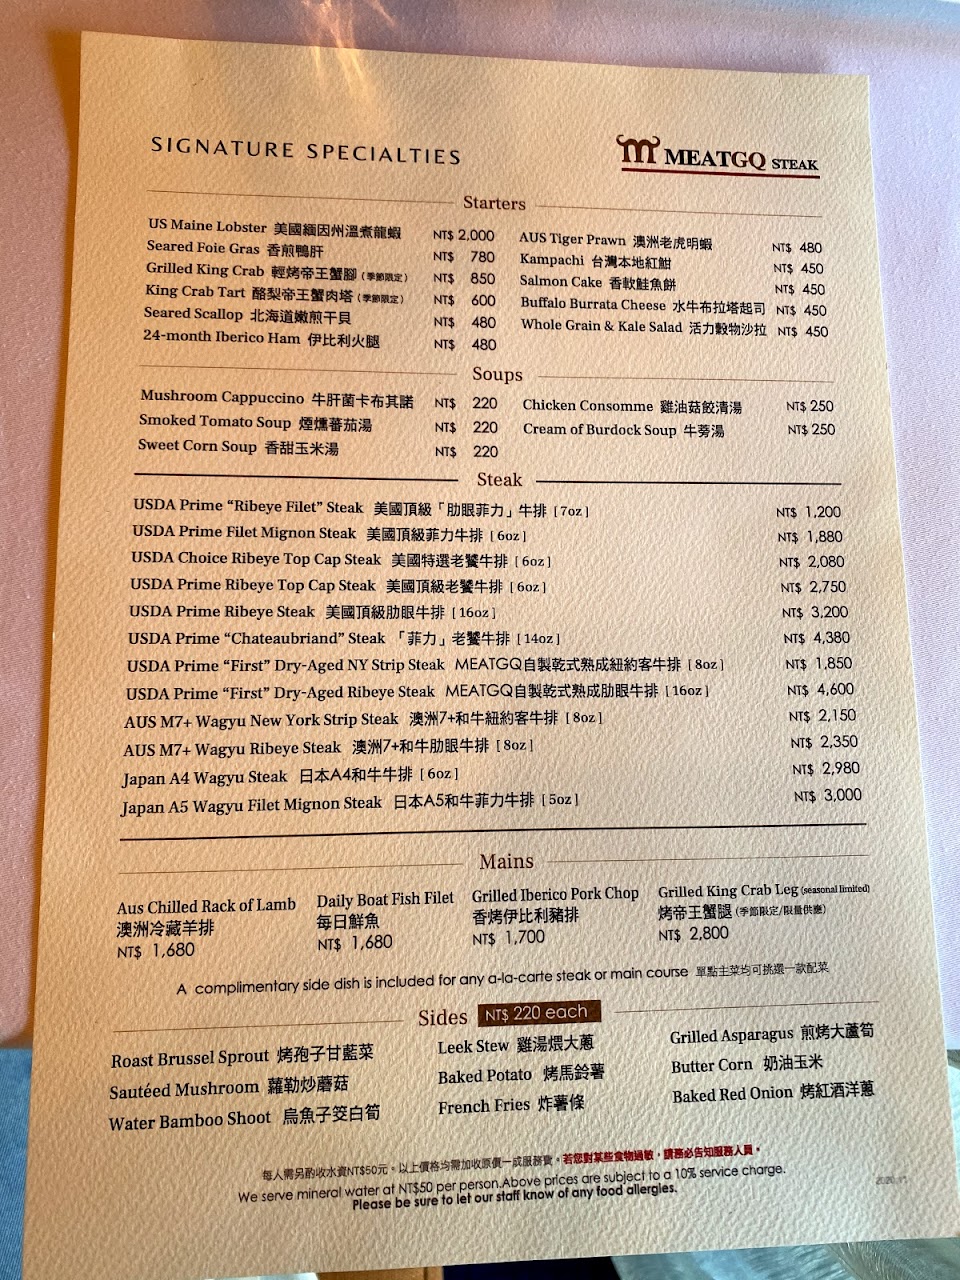 SIGNATURE SPECIALTIES
MEATGQ STEAK
Starters
US Maine Lobster 美國緬因州溫煮龍蝦 NT$ 2,000
Seared Foie Gras 香煎鴨肝 NT$ 780
Grilled King Crab 輕烤帝王蟹腳 (季節限定) NT$ 850
King Crab Tart 酪梨帝王蟹肉塔 (季節限定) NT$ 600
Seared Scallop 北海道嫩煎干貝 NT$ 480
24-month Iberico Ham 伊比利火腿 NT$ 480
AUS Tiger Prawn 澳洲老虎明蝦 NT$ 480
Kampachi 台灣本地紅魽 NT$ 450
Salmon Cake 香軟鮭魚餅 NT$ 450
Buffalo Burrata Cheese 水牛布拉塔起司 NT$ 450
Whole Grain & Kale Salad 活力穀物沙拉 NT$ 450
Soups
Mushroom Cappuccino 牛肝菌卡布其諾 NT$ 220
Smoked Tomato Soup 煙燻蕃茄湯 NT$ 220
Sweet Corn Soup 香甜玉米湯 NT$ 220
Chicken Consomme 雞油菇餃清湯 NT$ 250
Cream of Burdock Soup 牛蒡湯 NT$ 250
Steak
USDA Prime “Ribeye Filet” Steak 美國頂級「肋眼菲力」牛排 [7oz] NT$ 1,200
USDA Prime Filet Mignon Steak 美國頂級菲力牛排 [6oz] NT$ 1,880
USDA Choice Ribeye Top Cap Steak 美國特選老饕牛排 [6oz] NT$ 2,080
USDA Prime Ribeye Top Cap Steak 美國頂級老饕牛排 [6oz] NT$ 2,750
USDA Prime Ribeye Steak 美國頂級肋眼牛排 [16oz] NT$ 3,200
USDA Prime “Chateaubriand” Steak 「菲力」老饕牛排 [14oz] NT$ 4,380
USDA Prime “First” Dry-Aged NY Strip Steak MEATGQ自製乾式熟成紐約客牛排 [8oz] NT$ 1,850
USDA Prime “First” Dry-Aged Ribeye Steak MEATGQ自製乾式熟成肋眼牛排 [16oz] NT$ 4,600
AUS M7+ Wagyu New York Strip Steak 澳洲7+和牛紐約客牛排 [8oz] NT$ 2,150
AUS M7+ Wagyu Ribeye Steak 澳洲7+和牛肋眼牛排 [8oz] NT$ 2,350
Japan A4 Wagyu Steak 日本A4和牛牛排 [6oz] NT$ 2,980
Japan A5 Wagyu Filet Mignon Steak 日本A5和牛菲力牛排 [5oz] NT$ 3,000
Mains
Aus Chilled Rack of Lamb
澳洲冷藏羊排
NT$ 1,680
Daily Boat Fish Filet
每日鮮魚
NT$ 1,680
Grilled Iberico Pork Chop
香烤伊比利豬排
NT$ 1,700
Grilled King Crab Leg (seasonal limited)
烤帝王蟹腿 (季節限定/限量供應)
NT$ 2,800
A complimentary side dish is included for any a-la-carte steak or main course 單點主菜均可挑選一款配菜
Sides NT$ 220 each
Roast Brussel Sprout 烤孢子甘藍菜
Sautéed Mushroom 蘿勒炒蘑菇
Water Bamboo Shoot 烏魚子筊白筍
Leek Stew 雞湯煨大蔥
Baked Potato 烤馬鈴薯
French Fries 炸薯條
Grilled Asparagus 煎烤大蘆筍
Butter Corn 奶油玉米
Baked Red Onion 烤紅酒洋蔥
每人需另酌收水資NT$50元。以上價格均需加收原價一成服務費。若您對某些食物過敏，請務必告知服務人員。
We serve mineral water at NT$50 per person.Above prices are subject to a 10% service charge.
Please be sure to let our staff know of any food allergies.